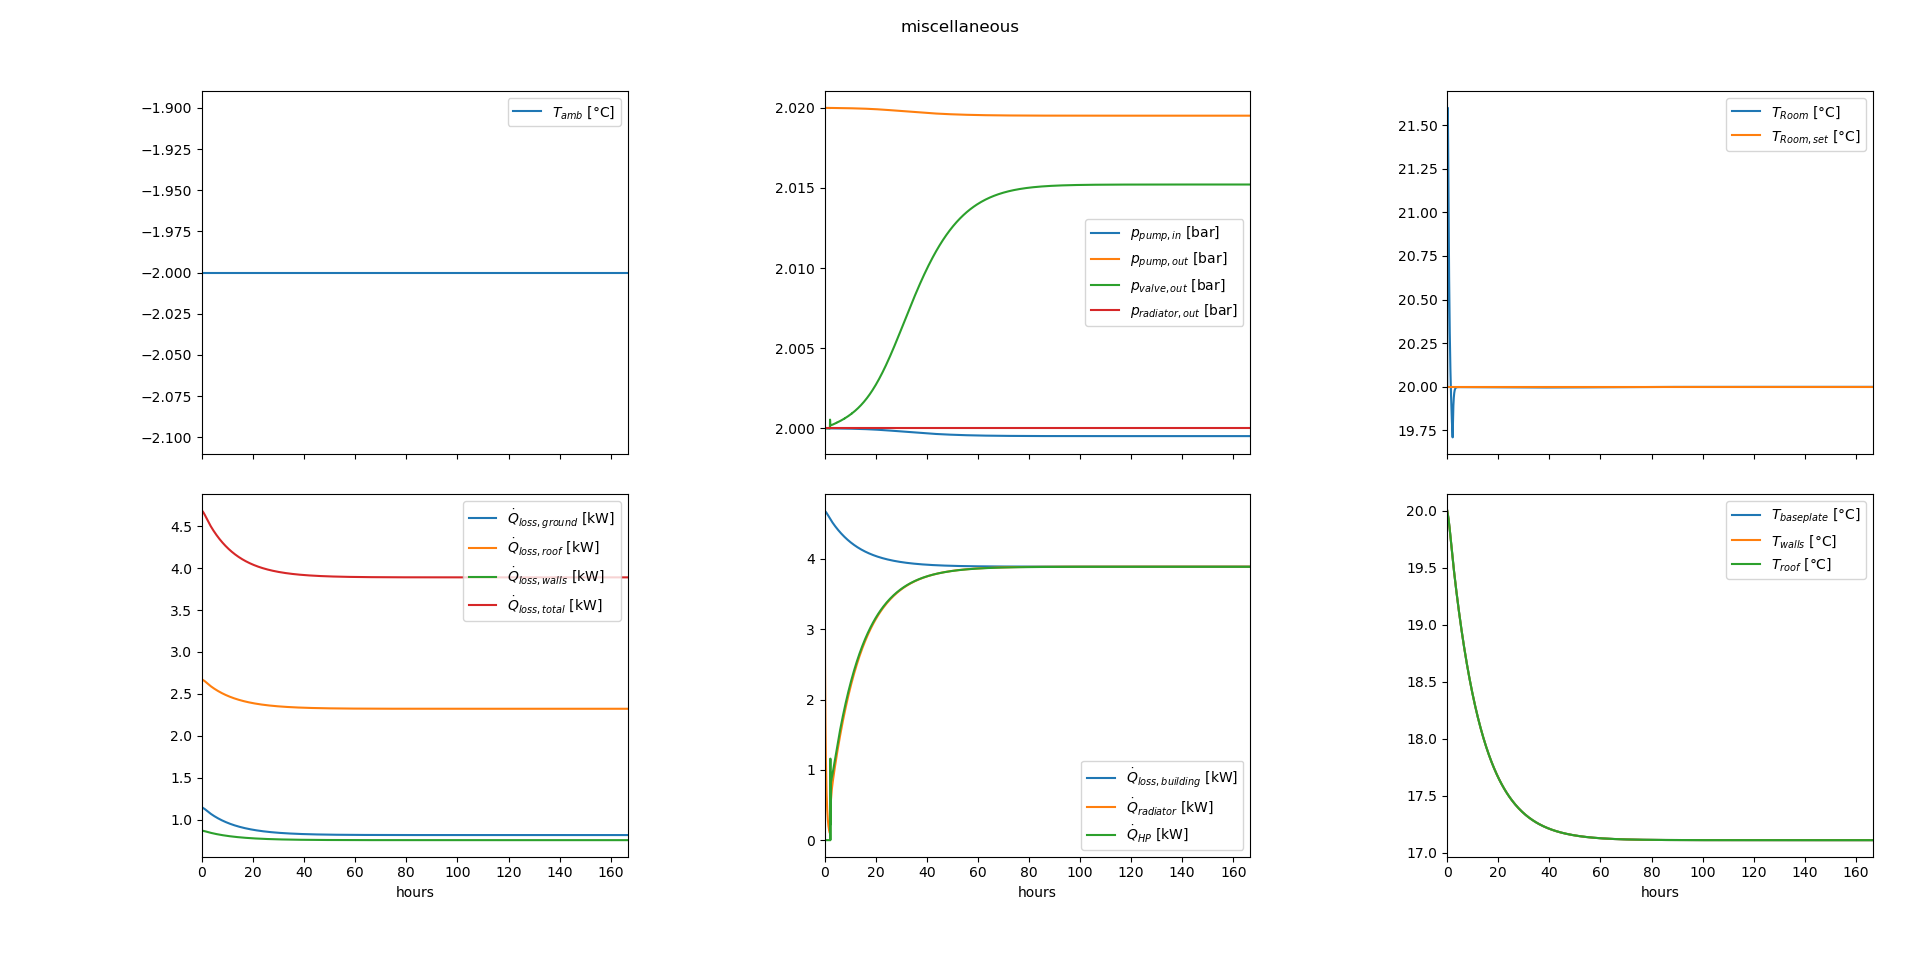 miscellaneous
−1.900
−1.925
−1.950
−1.975
−2.000
−2.025
−2.050
−2.075
−2.100
T_amb [°C]
2.020
2.015
2.010
2.005
2.000
p_pump,in [bar]
p_pump,out [bar]
p_valve,out [bar]
p_radiator,out [bar]
21.50
21.25
21.00
20.75
20.50
20.25
20.00
19.75
T_Room [°C]
T_Room,set [°C]
4.5
4.0
3.5
3.0
2.5
2.0
1.5
1.0
Q̇_loss,ground [kW]
Q̇_loss,roof [kW]
Q̇_loss,walls [kW]
Q̇_loss,total [kW]
0 20 40 60 80 100 120 140 160
hours
4
3
2
1
0
Q̇_loss,building [kW]
Q̇_radiator [kW]
Q̇_HP [kW]
0 20 40 60 80 100 120 140 160
hours
20.0
19.5
19.0
18.5
18.0
17.5
17.0
T_baseplate [°C]
T_walls [°C]
T_roof [°C]
0 20 40 60 80 100 120 140 160
hours